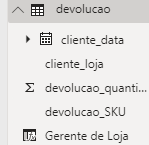 devolucao
cliente_data
cliente_loja
devolucao_quanti...
devolucao_SKU
Gerente de Loja